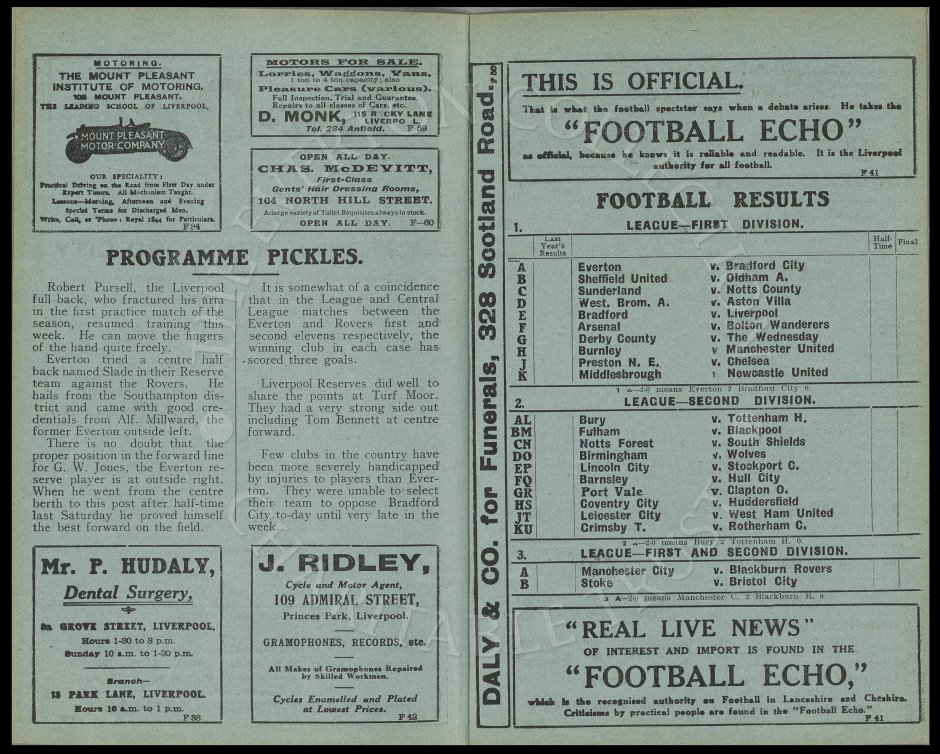 MOTORING.
THE MOUNT PLEASANT
INSTITUTE OF MOTORING.
105 MOUNT PLEASANT,
THE LEADING SCHOOL OF LIVERPOOL.
MOUNT PLEASANT
MOTOR COMPANY
OUR SPECIALITY:
Practical Driving on the Road from First Day under
Expert Tutors. All Mechanism Taught.
Lessons—Morning, Afternoon and Evening
Special Terms for Discharged Men.
Write, Call, or 'Phone: Royal 1844 for Particulars.
F 34
MOTORS FOR SALE.
Lorries, Waggons, Vans,
1 ton to 4 ton capacity; also
Pleasure Cars (various).
Full Inspection, Trial and Guarantee.
Repairs to all classes of Cars, etc.
D. MONK, 115 ROCKY LANE
LIVERPOOL
Tel. 284 Anfield. F 59
OPEN ALL DAY.
CHAS. McDEVITT,
First-Class
Gents' Hair Dressing Rooms,
104 NORTH HILL STREET.
A large variety of Toilet Requisites always in stock.
OPEN ALL DAY. F—60
PROGRAMME PICKLES.
Robert Pursell, the Liverpool
full back, who fractured his arm
in the first practice match of the
season, resumed training this
week. He can move the fingers
of the hand quite freely.
Everton tried a centre half
back named Slade in their Reserve
team against the Rovers. He
hails from the Southampton dis-
trict and came with good cre-
dentials from Alf. Millward, the
former Everton outside left.
There is no doubt that the
proper position in the forward line
for G. W. Jones, the Everton re-
serve player is at outside right.
When he went from the centre
berth to this post after half-time
last Saturday he proved himself
the best forward on the field.
It is somewhat of a coincidence
that in the League and Central
League matches between the
Everton and Rovers first and
second elevens respectively, the
winning club in each case has
scored three goals.
Liverpool Reserves did well to
share the points at Turf Moor.
They had a very strong side out
including Tom Bennett at centre
forward.
Few clubs in the country have
been more severely handicapped
by injuries to players than Ever-
ton. They were unable to select
their team to oppose Bradford
City to-day until very late in the
week
Mr. P. HUDALY,
Dental Surgery,
GROVE STREET, LIVERPOOL.
Hours 1-30 to 8 p.m.
Sunday 10 a.m. to 1-30 p.m.
Branch—
13 PARK LANE, LIVERPOOL.
Hours 10 a.m. to 1 p.m.
F 38
J. RIDLEY,
Cycle and Motor Agent,
109 ADMIRAL STREET,
Princes Park, Liverpool.
GRAMOPHONES, RECORDS, etc.
All Makes of Gramophones Repaired
by Skilled Workmen.
Cycles Enamelled and Plated
at Lowest Prices.
F 42
DALY & CO. for Funerals, 328 Scotland Road. F 50
THIS IS OFFICIAL.
That is what the football spectator says when a debate arises. He takes the
"FOOTBALL ECHO"
as official, because he knows it is reliable and readable. It is the Liverpool
authority for all football.
F 41
FOOTBALL RESULTS
1. LEAGUE—FIRST DIVISION.
Last Year's Results Half-Time Final
A Everton v. Bradford City
B Sheffield United v. Oldham A.
C Sunderland v. Notts County
D West. Brom. A. v. Aston Villa
E Bradford v. Liverpool
F Arsenal v. Bolton Wanderers
G Derby County v. The Wednesday
H Burnley v Manchester United
J Preston N. E. v. Chelsea
K Middlesbrough Newcastle United
1 A—2-0 means Everton 2 Bradford City 0.
2. LEAGUE—SECOND DIVISION.
AL Bury v. Tottenham H.
BM Fulham v. Blackpool
CN Notts Forest v. South Shields
DO Birmingham v. Wolves
EP Lincoln City v. Stockport C.
FQ Barnsley v. Hull City
GR Port Vale v. Clapton O.
HS Coventry City v. Huddersfield
JT Leicester City v. West Ham United
KU Grimsby T. v. Rotherham C.
2 A—2-0 means Bury 2 Tottenham H. 0.
3. LEAGUE—FIRST AND SECOND DIVISION.
A Manchester City v. Blackburn Rovers
B Stoke v. Bristol City
3 A—2-0 means Manchester C. 2 Blackburn R. 0
"REAL LIVE NEWS"
OF INTEREST AND IMPORT IS FOUND IN THE
"FOOTBALL ECHO,"
which is the recognised authority on Football in Lancashire and Cheshire.
Criticisms by practical people are found in the "Football Echo."
F 41